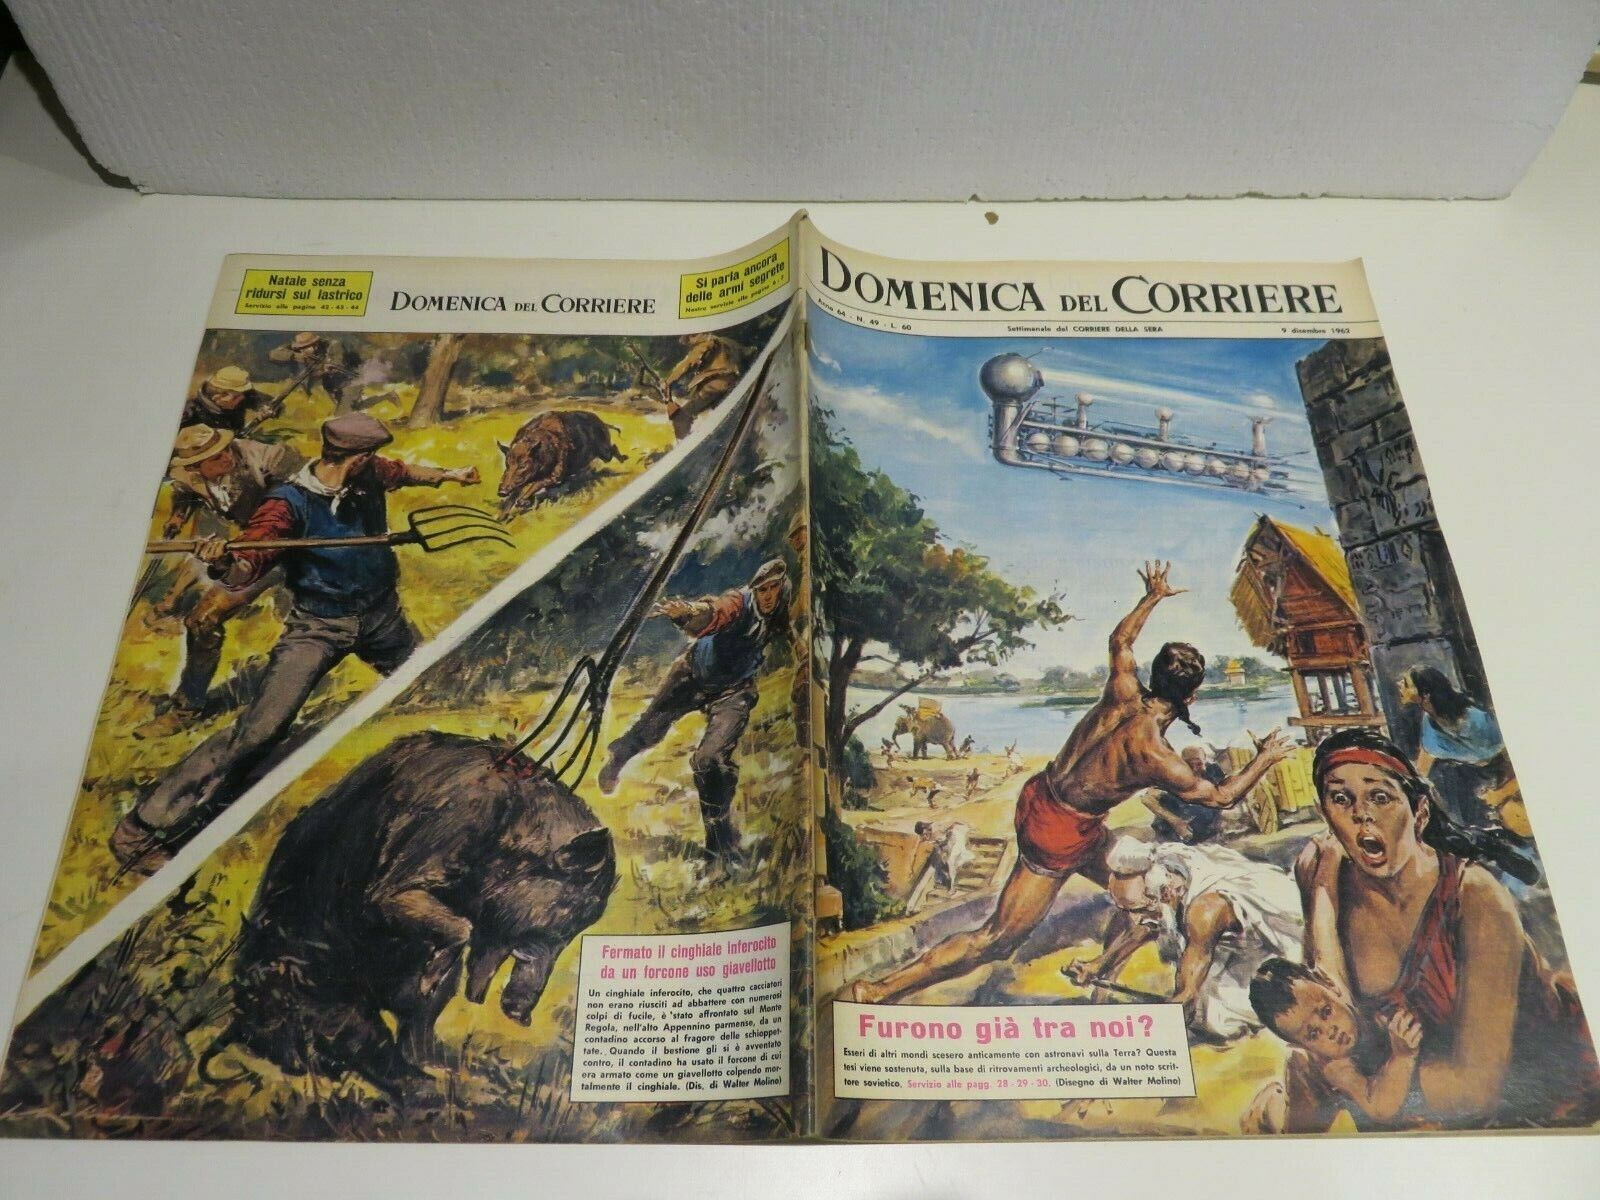 Natale senza
ridursi sul lastrico
Servizio alle pagine 42 - 43 - 44
DOMENICA DEL CORRIERE
Si parla ancora
delle armi segrete
Nostro servizio alle pagine 6 - 7
Fermato il cinghiale inferocito
da un forcone uso giavellotto
Un cinghiale inferocito, che quattro cacciatori
non erano riusciti ad abbattere con numerosi
colpi di fucile, è stato affrontato sul Monte
Regola, nell'alto Appennino parmense, da un
contadino accorso al fragore delle schioppet-
tate. Quando il bestione gli si è avventato
contro, il contadino ha usato il forcone di cui
era armato come un giavellotto colpendo mor-
talmente il cinghiale. (Dis. di Walter Molino)
DOMENICA DEL CORRIERE
Anno 64 - N. 49 - L. 60
Settimanale del CORRIERE DELLA SERA
9 dicembre 1962
Furono già tra noi?
Esseri di altri mondi scesero anticamente con astronavi sulla Terra? Questa
tesi viene sostenuta, sulla base di ritrovamenti archeologici, da un noto scrit-
tore sovietico. Servizio alle pagg. 28 - 29 - 30. (Disegno di Walter Molino)